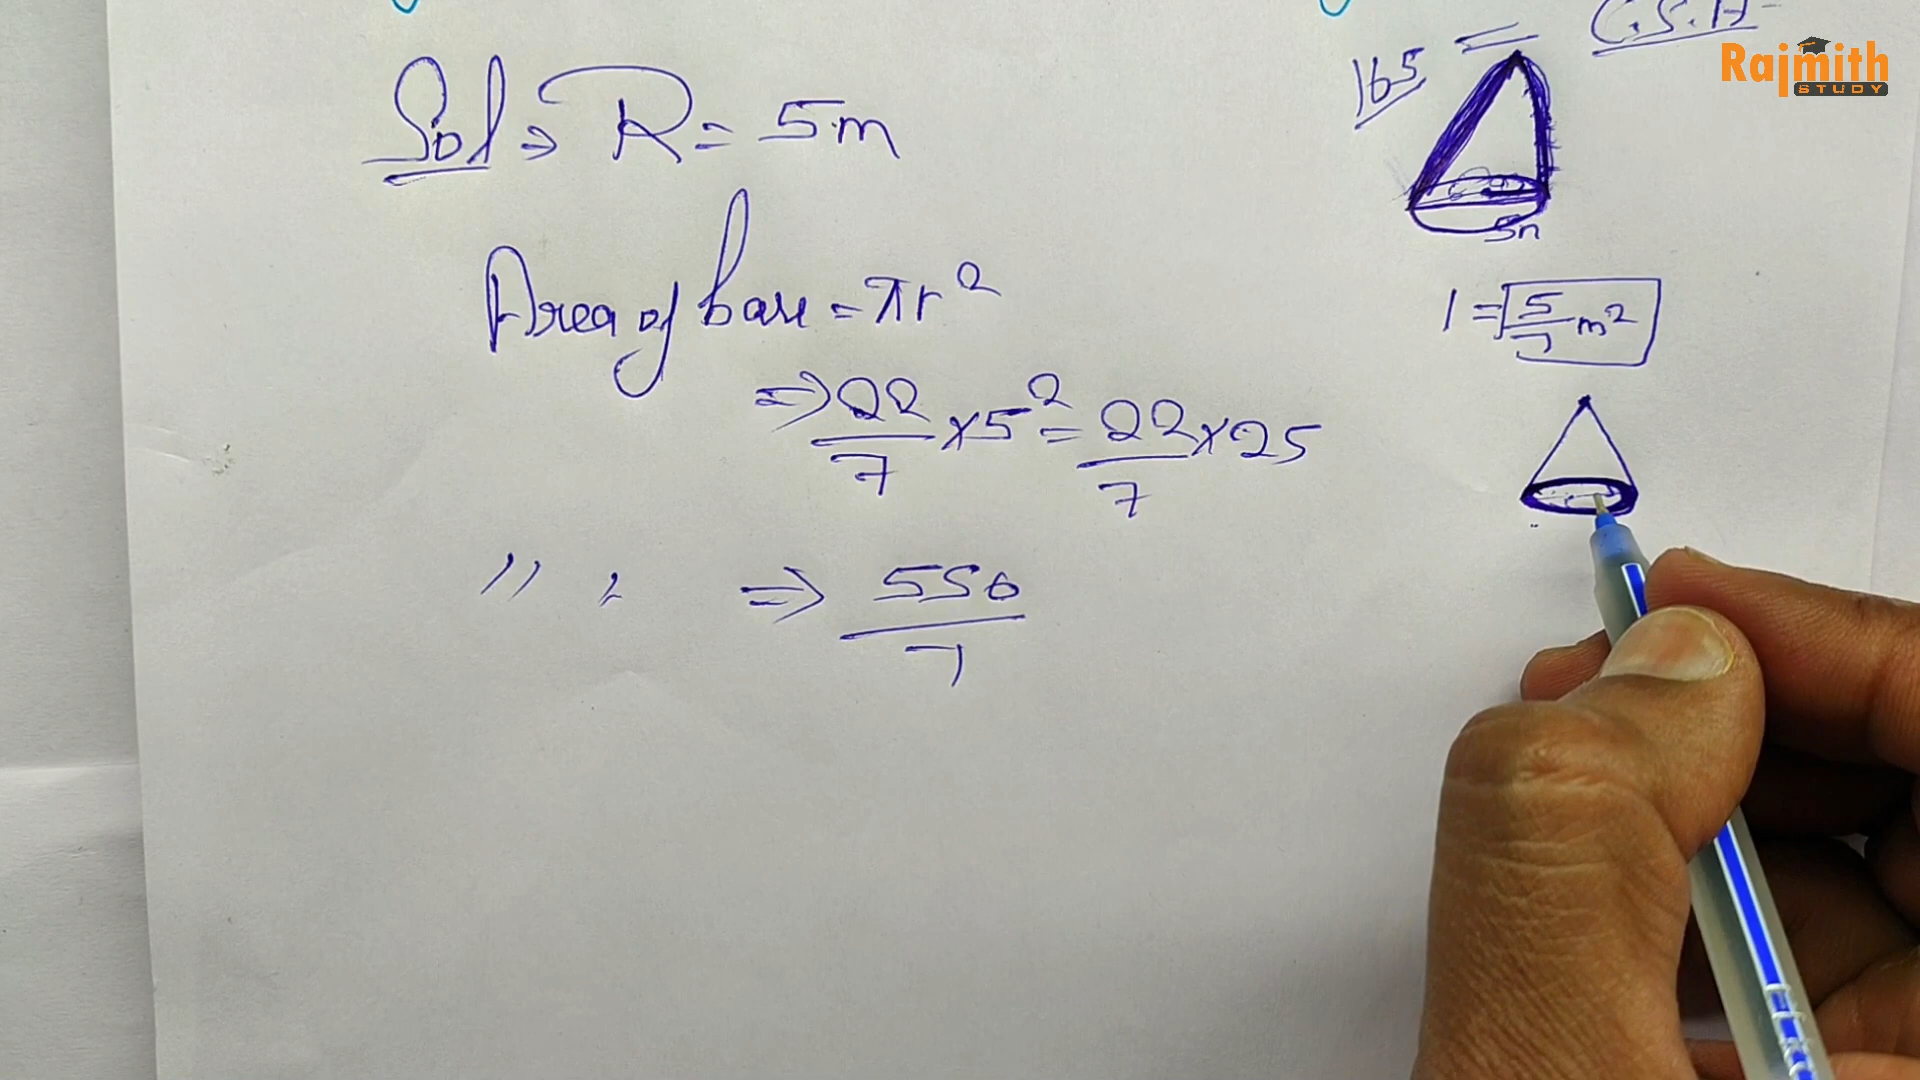 C.S.A
Rajmith
STUDY
165
Sol ⇒ R = 5m
5m
Area of base = πr²
1 = 5/7 m²
⇒ 22/7 × 5² = 22/7 × 25
〃 〃 ⇒ 550/7